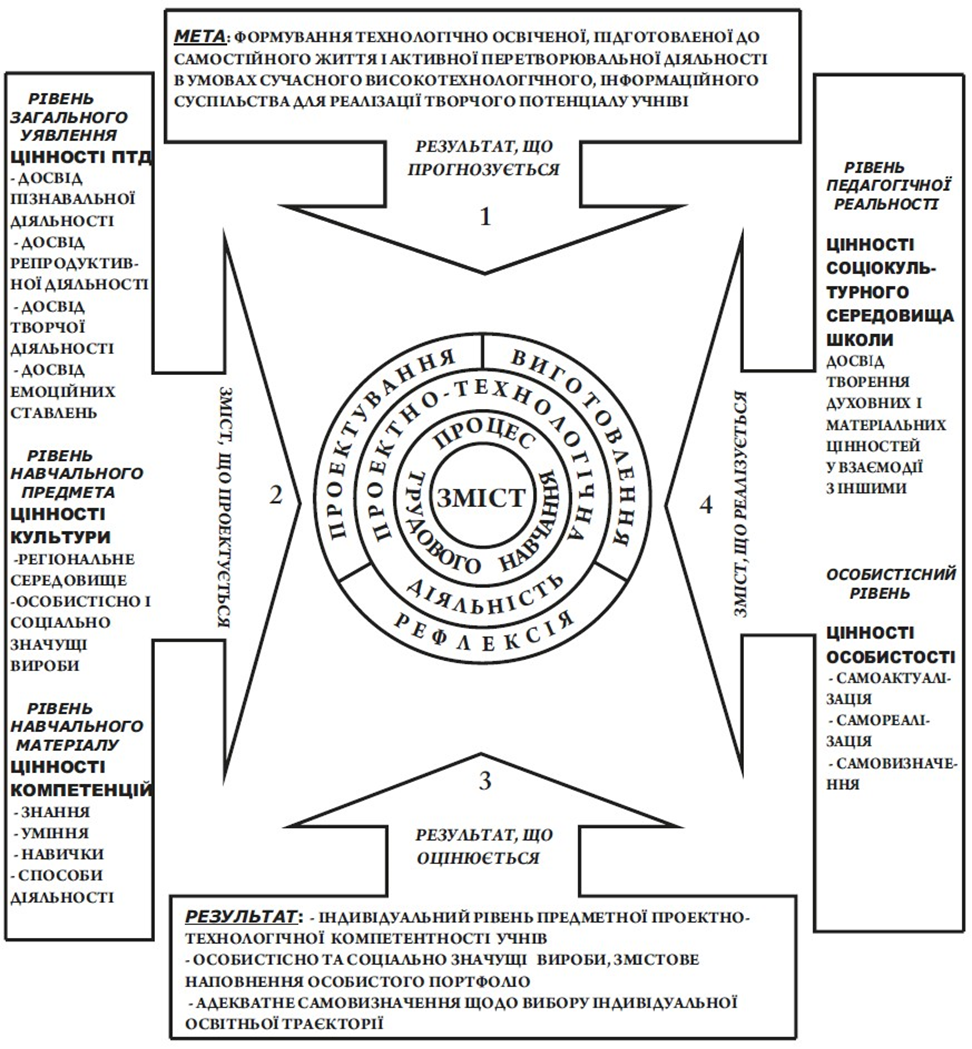 МЕТА: ФОРМУВАННЯ ТЕХНОЛОГІЧНО ОСВІЧЕНОЇ, ПІДГОТОВЛЕНОЇ ДО
САМОСТІЙНОГО ЖИТТЯ І АКТИВНОЇ ПЕРЕТВОРЮВАЛЬНОЇ ДІЯЛЬНОСТІ
В УМОВАХ СУЧАСНОГО ВИСОКОТЕХНОЛОГІЧНОГО, ІНФОРМАЦІЙНОГО
СУСПІЛЬСТВА ДЛЯ РЕАЛІЗАЦІЇ ТВОРЧОГО ПОТЕНЦІАЛУ УЧНІВ
РЕЗУЛЬТАТ, ЩО
ПРОГНОЗУЄТЬСЯ
1
РІВЕНЬ
ЗАГАЛЬНОГО
УЯВЛЕННЯ
ЦІННОСТІ ПТД
- ДОСВІД
ПІЗНАВАЛЬНОЇ
ДІЯЛЬНОСТІ
- ДОСВІД
РЕПРОДУКТИВ-
НОЇ ДІЯЛЬНОСТІ
- ДОСВІД
ТВОРЧОЇ
ДІЯЛЬНОСТІ
- ДОСВІД
ЕМОЦІЙНИХ
СТАВЛЕНЬ
РІВЕНЬ
НАВЧАЛЬНОГО
ПРЕДМЕТА
ЦІННОСТІ
КУЛЬТУРИ
-РЕГІОНАЛЬНЕ
СЕРЕДОВИЩЕ
-ОСОБИСТІСНО І
СОЦІАЛЬНО
ЗНАЧУЩІ
ВИРОБИ
РІВЕНЬ
НАВЧАЛЬНОГО
МАТЕРІАЛУ
ЦІННОСТІ
КОМПЕТЕНЦІЙ
- ЗНАННЯ
- УМІННЯ
- НАВИЧКИ
- СПОСОБИ
ДІЯЛЬНОСТІ
ЗМІСТ, ЩО ПРОЕКТУЄТЬСЯ
2
ПРОЕКТУВАННЯ
ВИГОТОВЛЕННЯ
РЕФЛЕКСІЯ
ПРОЕКТНО-ТЕХНОЛОГІЧНА
ДІЯЛЬНІСТЬ
ПРОЦЕС
ТРУДОВОГО НАВЧАННЯ
ЗМІСТ
4
ЗМІСТ, ЩО РЕАЛІЗУЄТЬСЯ
РІВЕНЬ
ПЕДАГОГІЧНОЇ
РЕАЛЬНОСТІ
ЦІННОСТІ
СОЦІОКУЛЬ-
ТУРНОГО
СЕРЕДОВИЩА
ШКОЛИ
ДОСВІД
ТВОРЕННЯ
ДУХОВНИХ І
МАТЕРІАЛЬНИХ
ЦІННОСТЕЙ
У ВЗАЄМОДІЇ
З ІНШИМИ
ОСОБИСТІСНИЙ
РІВЕНЬ
ЦІННОСТІ
ОСОБИСТОСТІ
- САМОАКТУАЛІ-
ЗАЦІЯ
- САМОРЕАЛІ-
ЗАЦІЯ
- САМОВИЗНАЧЕ-
ННЯ
3
РЕЗУЛЬТАТ, ЩО
ОЦІНЮЄТЬСЯ
РЕЗУЛЬТАТ: - ІНДИВІДУАЛЬНИЙ РІВЕНЬ ПРЕДМЕТНОЇ ПРОЕКТНО-
ТЕХНОЛОГІЧНОЇ КОМПЕТЕНТНОСТІ УЧНІВ
- ОСОБИСТІСНО ТА СОЦІАЛЬНО ЗНАЧУЩІ ВИРОБИ, ЗМІСТОВЕ
НАПОВНЕННЯ ОСОБИСТОГО ПОРТФОЛІО
- АДЕКВАТНЕ САМОВИЗНАЧЕННЯ ЩОДО ВИБОРУ ІНДИВІДУАЛЬНОЇ
ОСВІТНЬОЇ ТРАЄКТОРІЇ